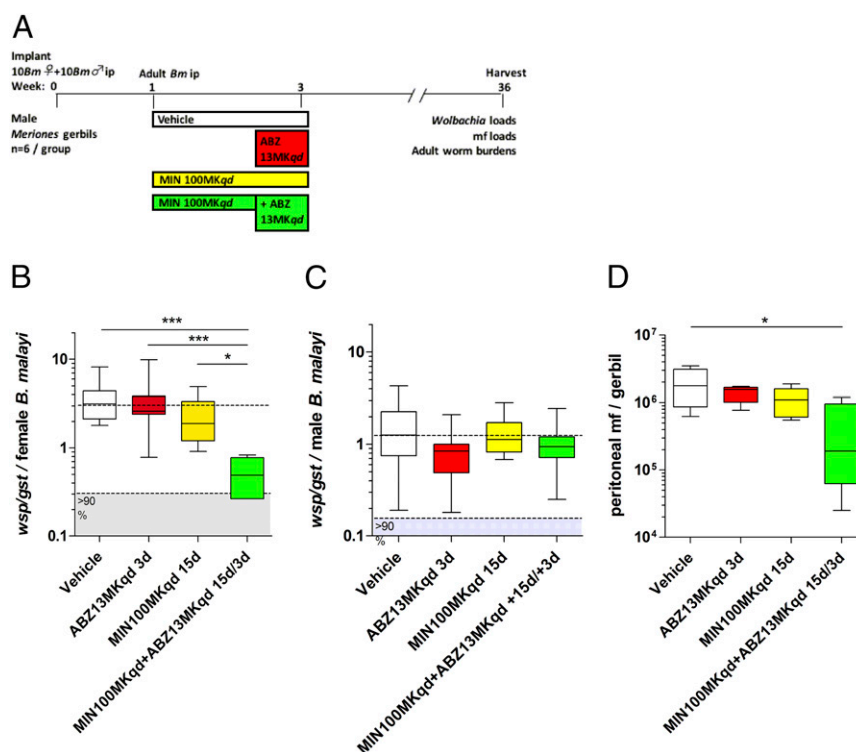 A
Implant
10Bm ♀+10Bm♂ ip
Week: 0
Adult Bm ip
1
3
Harvest
36
Male
Meriones gerbils
n=6 / group
Vehicle
ABZ
13MKqd
MIN 100MKqd
MIN 100MKqd
+ ABZ
13MKqd
Wolbachia loads
mf loads
Adult worm burdens
B
wsp/gst / female B. malayi
10
1
0.1
***
***
*
>90
%
Vehicle
ABZ13MKqd 3d
MIN100MKqd 15d
MIN100MKqd+ABZ13MKqd 15d/3d
C
wsp/gst / male B. malayi
10
1
0.1
>90
%
Vehicle
ABZ13MKqd 3d
MIN100MKqd 15d
MIN100MKqd+ABZ13MKqd +15d/+3d
D
peritoneal mf / gerbil
10⁷
10⁶
10⁵
10⁴
*
Vehicle
ABZ13MKqd 3d
MIN100MKqd 15d
MIN100MKqd+ABZ13MKqd 15d/3d